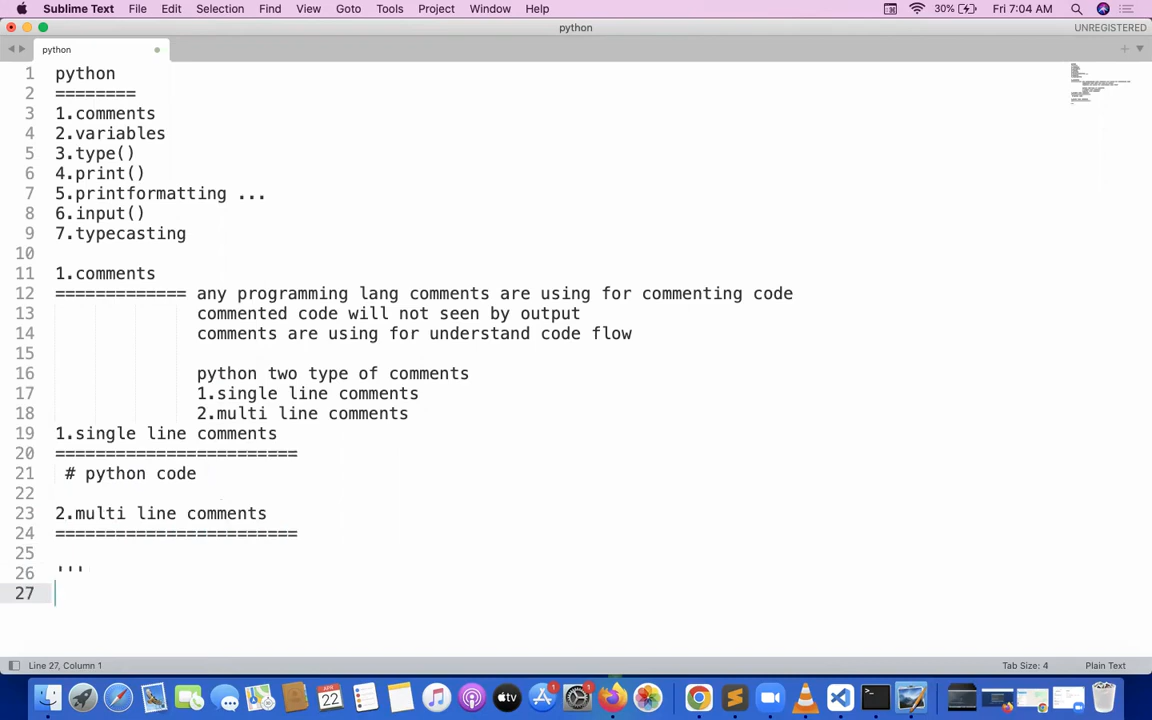 Sublime Text File Edit Selection Find View Goto Tools Project Window Help 30% Fri 7:04 AM
python UNREGISTERED
python
1 python
2 ========
3 1.comments
4 2.variables
5 3.type()
6 4.print()
7 5.printformatting ...
8 6.input()
9 7.typecasting
10
11 1.comments
12 ============= any programming lang comments are using for commenting code
13 commented code will not seen by output
14 comments are using for understand code flow
15
16 python two type of comments
17 1.single line comments
18 2.multi line comments
19 1.single line comments
20 ========================
21 # python code
22
23 2.multi line comments
24 ========================
25
26 '''
27
Line 27, Column 1 Tab Size: 4 Plain Text
APR
22
tv
1
1